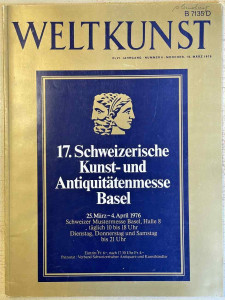 B 7135 D
WELTKUNST
17. Schweizerische
Kunst- und
Antiquitätenmesse
Basel
25. März – 4. April 1976
Schweizer Mustermesse Basel, Halle 8
täglich 10 bis 18 Uhr
Dienstag, Donnerstag und Samstag
bis 21 Uhr